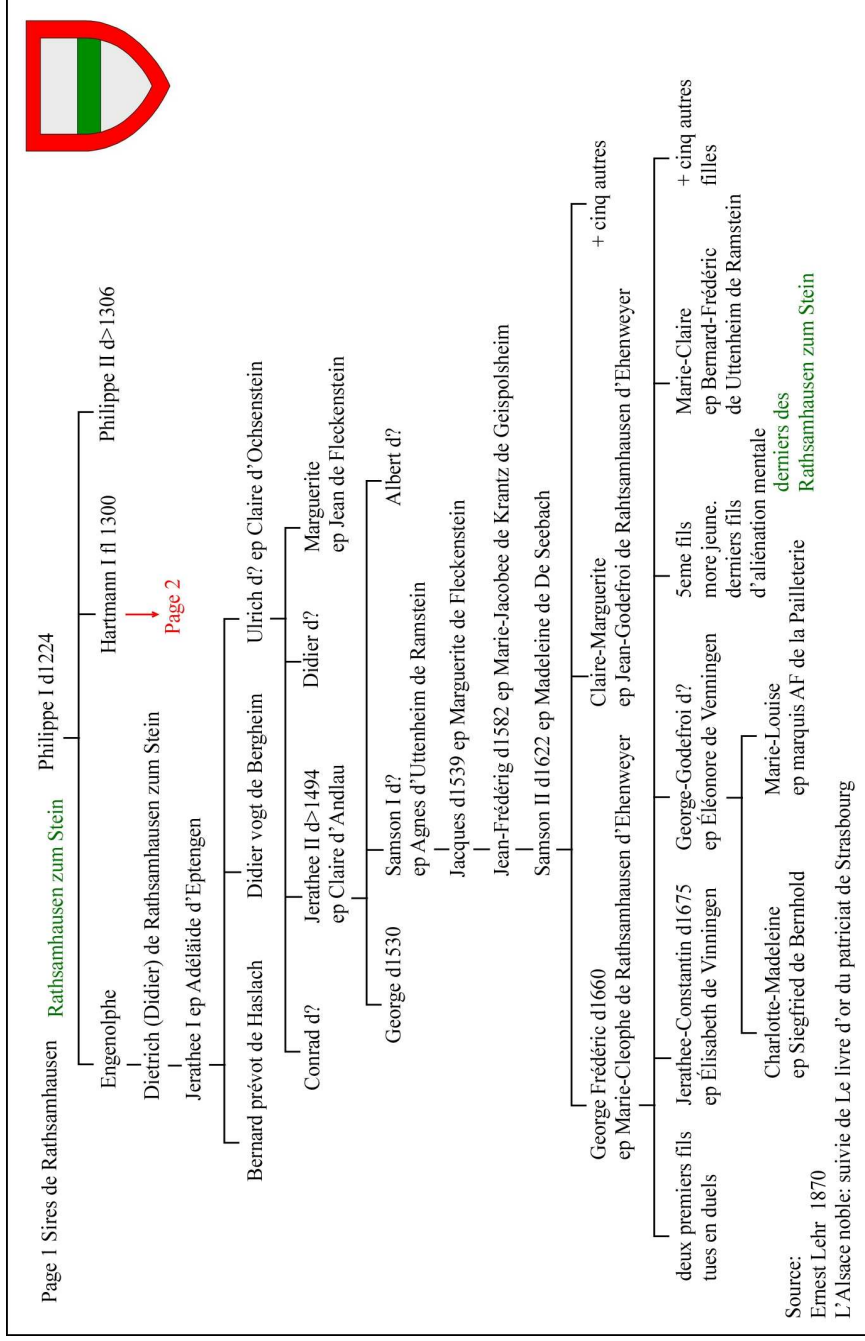 Page 1 Sires de Rathsamhausen
Rathsamhausen zum Stein
Philippe I d1224
Engenolphe
Hartmann I fl 1300
Philippe II d>1306
Page 2
Dietrich (Didier) de Rathsamhausen zum Stein
Jerathee I ep Adélaïde d'Eptengen
Bernard prévot de Haslach
Didier vogt de Bergheim
Ulrich d? ep Claire d'Ochsenstein
Conrad d?
Jerathee II d>1494
ep Claire d'Andlau
Didier d?
Marguerite
ep Jean de Fleckenstein
George d1530
Samson I d?
ep Agnes d'Uttenheim de Ramstein
Albert d?
Jacques d1539 ep Marguerite de Fleckenstein
Jean-Frédérig d1582 ep Marie-Jacobee de Krantz de Geispolsheim
Samson II d1622 ep Madeleine de De Seebach
George Frédéric d1660
ep Marie-Cleophe de Rathsamhausen d'Ehenweyer
Claire-Marguerite
ep Jean-Godefroi de Rahtsamhausen d'Ehenweyer
+ cinq autres
deux premiers fils
tues en duels
Jerathee-Constantin d1675
ep Élisabeth de Vinningen
George-Godefroi d?
ep Éléonore de Venningen
5eme fils
more jeune.
derniers fils
d'aliénation mentale
Marie-Claire
ep Bernard-Frédéric
de Uttenheim de Ramstein
+ cinq autres
filles
derniers des
Rathsamhausen zum Stein
Charlotte-Madeleine
ep Siegfried de Bernhold
Marie-Louise
ep marquis AF de la Pailleterie
Source:
Ernest Lehr 1870
L'Alsace noble: suivie de Le livre d'or du patriciat de Strasbourg